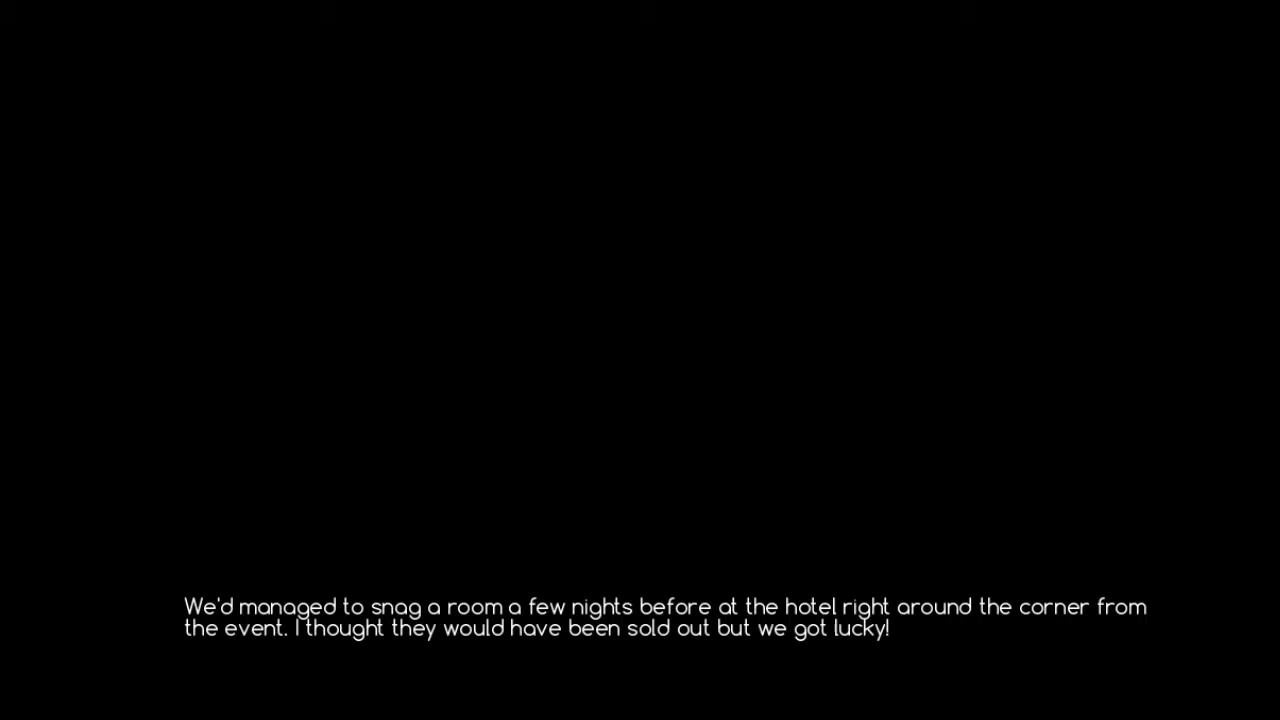 We'd managed to snag a room a few nights before at the hotel right around the corner from
the event. I thought they would have been sold out but we got lucky!